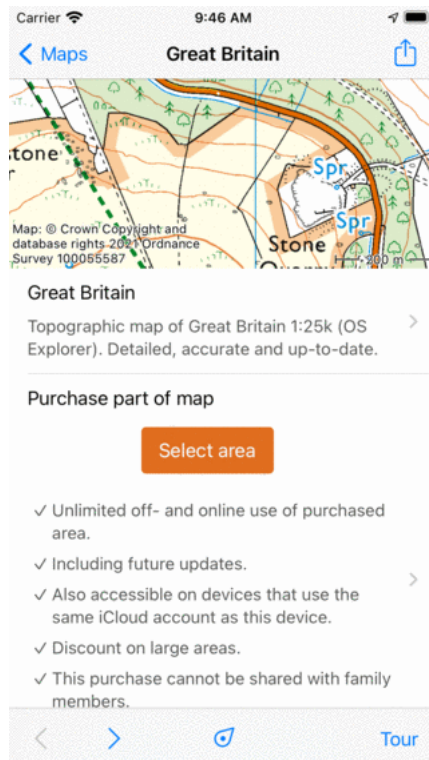 Carrier 9:46 AM
Maps Great Britain
tone
Spr
Map: © Crown Copyright and
database rights 2021 Ordnance
Survey 100055587
Spr
Stone
200 m
Great Britain
Topographic map of Great Britain 1:25k (OS
Explorer). Detailed, accurate and up-to-date.
Purchase part of map
Select area
✓ Unlimited off- and online use of purchased
area.
✓ Including future updates.
✓ Also accessible on devices that use the
same iCloud account as this device.
✓ Discount on large areas.
✓ This purchase cannot be shared with family
members.
Tour